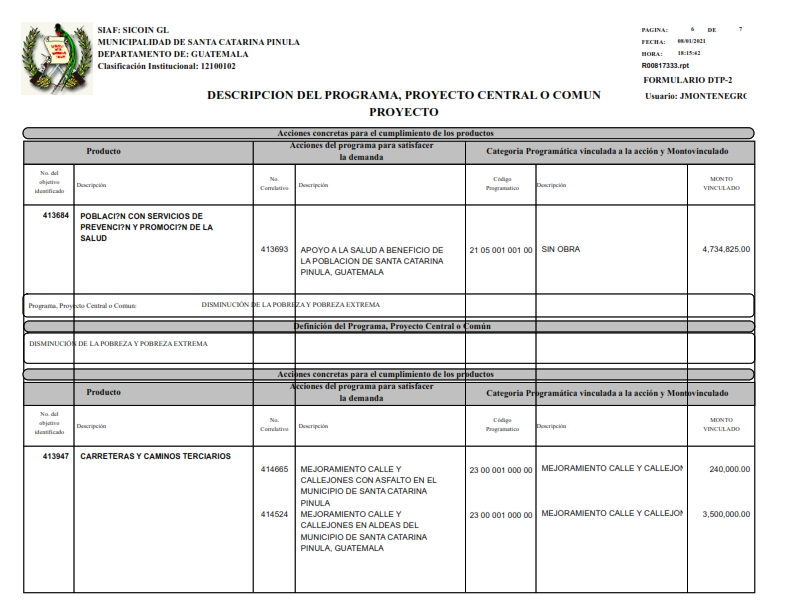 SIAF: SICOIN GL
MUNICIPALIDAD DE SANTA CATARINA PINULA
DEPARTAMENTO DE: GUATEMALA
Clasificación Institucional: 12100102
PAGINA: 6 DE 7
FECHA: 08/01/2021
HORA: 18:15:42
R00817333.rpt
FORMULARIO DTP-2
Usuario: JMONTENEGRO
DESCRIPCION DEL PROGRAMA, PROYECTO CENTRAL O COMUN
PROYECTO
Acciones concretas para el cumplimiento de los productos
Producto
Acciones del programa para satisfacer
la demanda
Categoria Programática vinculada a la acción y Montovinculado
No. del
objetivo
identificado
Descripción
No.
Correlativo
Descripción
Código
Programatico
Descripción
MONTO
VINCULADO
413684
POBLACI?N CON SERVICIOS DE
PREVENCI?N Y PROMOCI?N DE LA
SALUD
413693
APOYO A LA SALUD A BENEFICIO DE
LA POBLACION DE SANTA CATARINA
PINULA, GUATEMALA
21 05 001 001 00
SIN OBRA
4,734,825.00
Programa, Proyecto Central o Comun: DISMINUCIÓN DE LA POBREZA Y POBREZA EXTREMA
Definición del Programa, Proyecto Central o Común
DISMINUCIÓN DE LA POBREZA Y POBREZA EXTREMA
Acciones concretas para el cumplimiento de los productos
Producto
Acciones del programa para satisfacer
la demanda
Categoria Programática vinculada a la acción y Montovinculado
No. del
objetivo
identificado
Descripción
No.
Correlativo
Descripción
Código
Programatico
Descripción
MONTO
VINCULADO
413947
CARRETERAS Y CAMINOS TERCIARIOS
414665
MEJORAMIENTO CALLE Y
CALLEJONES CON ASFALTO EN EL
MUNICIPIO DE SANTA CATARINA
PINULA
23 00 001 000 00
MEJORAMIENTO CALLE Y CALLEJON
240,000.00
414524
MEJORAMIENTO CALLE Y
CALLEJONES EN ALDEAS DEL
MUNICIPIO DE SANTA CATARINA
PINULA, GUATEMALA
23 00 001 000 00
MEJORAMIENTO CALLE Y CALLEJON
3,500,000.00